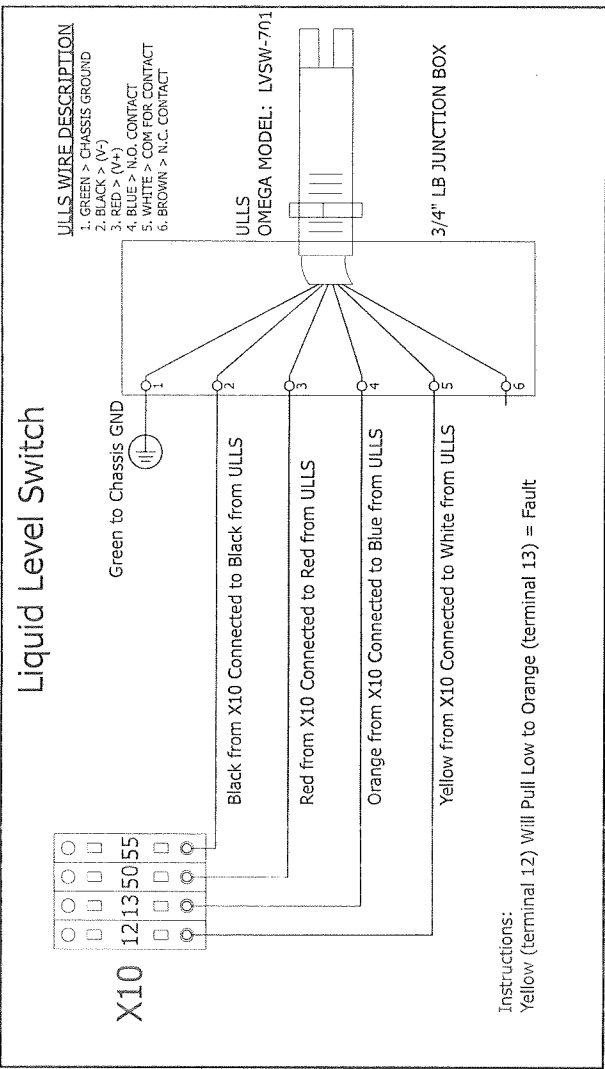 Liquid Level Switch
ULLS WIRE DESCRIPTION
1. GREEN > CHASSIS GROUND
2. BLACK > (V-)
3. RED > (V+)
4. BLUE > N.O. CONTACT
5. WHITE > COM FOR CONTACT
6. BROWN > N.C. CONTACT
Green to Chassis GND
ULLS
OMEGA MODEL: LVSW-701
X10
12 13 50 55
1
2
3
4
5
6
Black from X10 Connected to Black from ULLS
Red from X10 Connected to Red from ULLS
Orange from X10 Connected to Blue from ULLS
Yellow from X10 Connected to White from ULLS
3/4" LB JUNCTION BOX
Instructions:
Yellow (terminal 12) Will Pull Low to Orange (terminal 13) = Fault